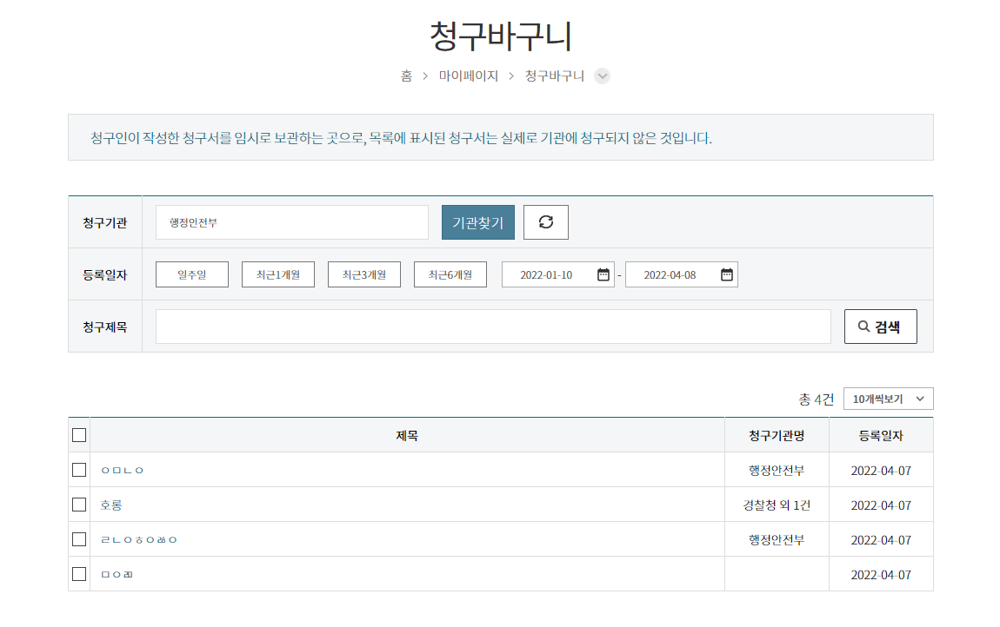 청구바구니
홈 > 마이페이지 > 청구바구니
청구인이 작성한 청구서를 임시로 보관하는 곳으로, 목록에 표시된 청구서는 실제로 기관에 청구되지 않은 것입니다.
청구기관 행정안전부 기관찾기
등록일자 일주일 최근1개월 최근3개월 최근6개월 2022-01-10 - 2022-04-08
청구제목 검색
총 4건 10개씩보기
제목 청구기관명 등록일자
ㅇㅁㄴㅇ 행정안전부 2022-04-07
호롱 경찰청 외 1건 2022-04-07
행정안전부 2022-04-07
2022-04-07